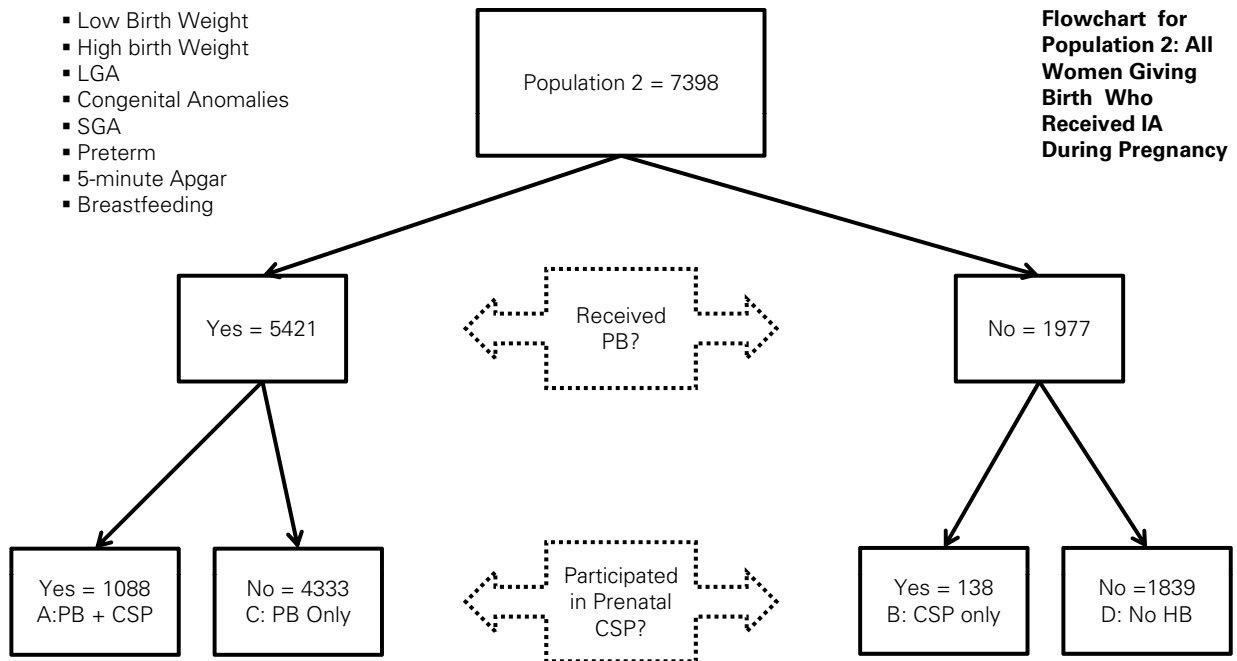 ▪ Low Birth Weight
▪ High birth Weight
▪ LGA
▪ Congenital Anomalies
▪ SGA
▪ Preterm
▪ 5-minute Apgar
▪ Breastfeeding
Population 2 = 7398
Flowchart for
Population 2: All
Women Giving
Birth Who
Received IA
During Pregnancy
Yes = 5421
Received
PB?
No = 1977
Yes = 1088
A:PB + CSP
No = 4333
C: PB Only
Participated
in Prenatal
CSP?
Yes = 138
B: CSP only
No =1839
D: No HB